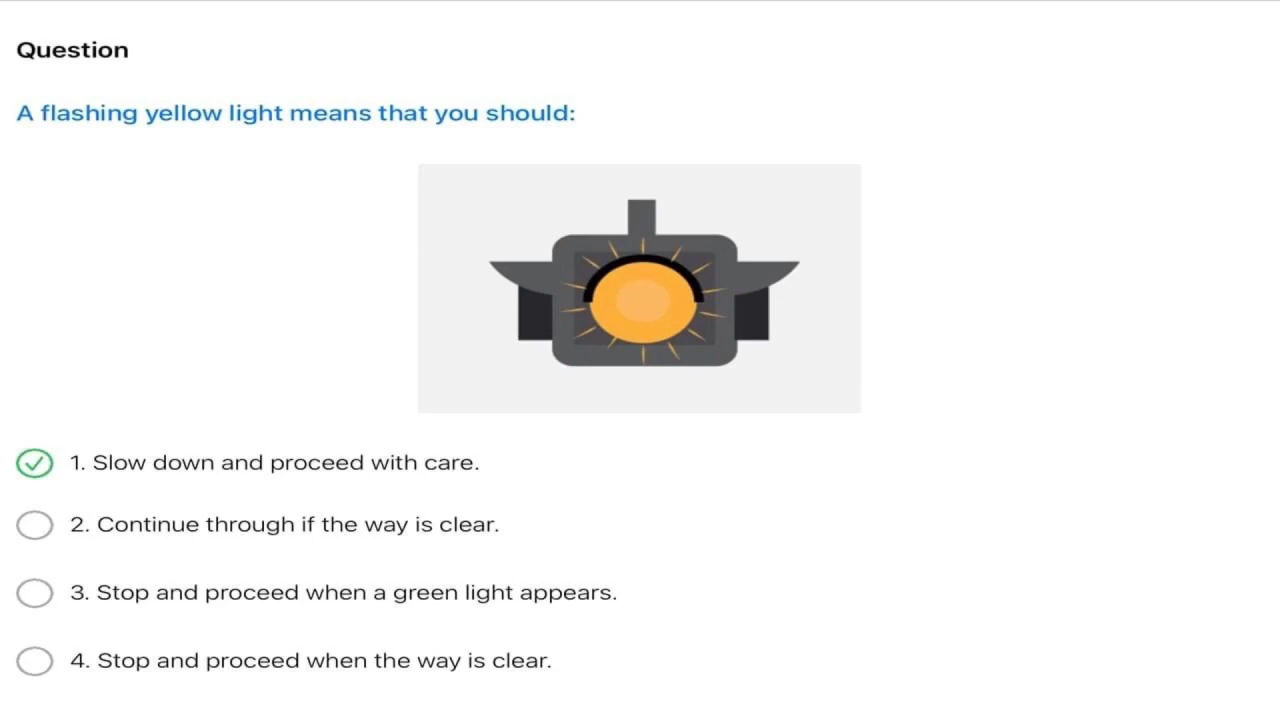 Question
A flashing yellow light means that you should:
1. Slow down and proceed with care.
2. Continue through if the way is clear.
3. Stop and proceed when a green light appears.
4. Stop and proceed when the way is clear.